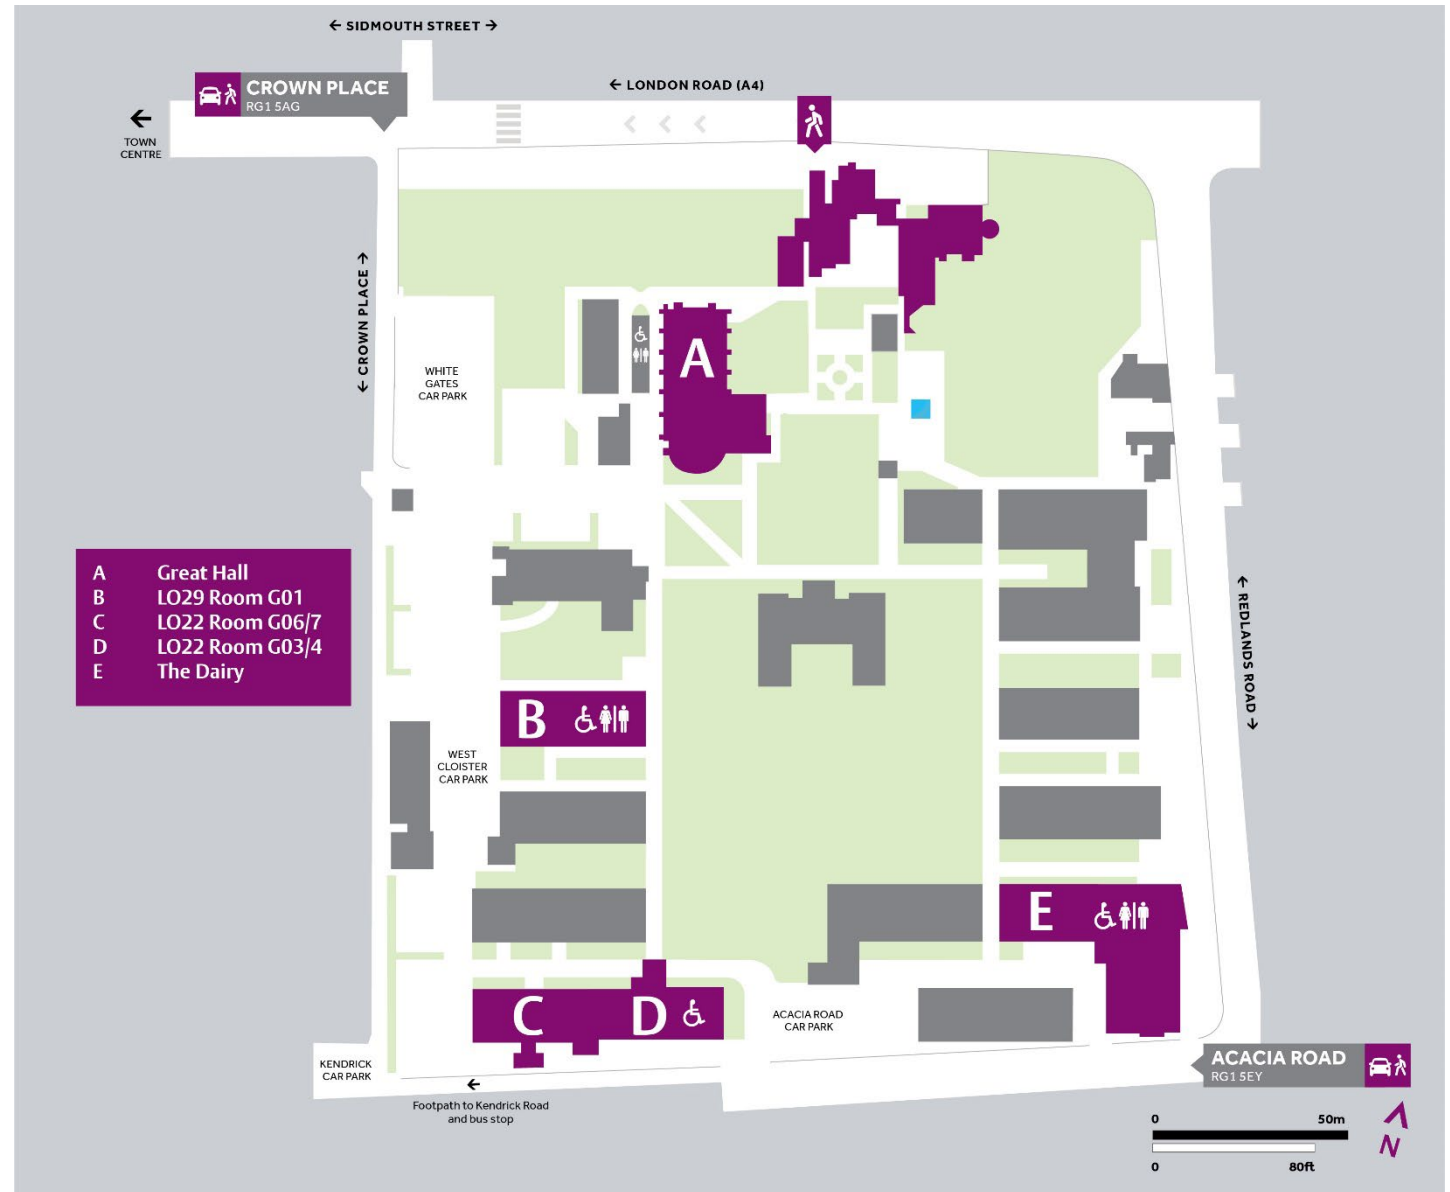 ← SIDMOUTH STREET →
CROWN PLACE
RG1 5AG
← LONDON ROAD (A4)
←
TOWN
CENTRE
← CROWN PLACE →
WHITE
GATES
CAR PARK
A
A Great Hall
B LO29 Room G01
C LO22 Room G06/7
D LO22 Room G03/4
E The Dairy
← REDLANDS ROAD →
B
WEST
CLOISTER
CAR PARK
E
C
D
ACACIA ROAD
CAR PARK
KENDRICK
CAR PARK
←
Footpath to Kendrick Road
and bus stop
ACACIA ROAD
RG1 5EY
0 50m
0 80ft
N